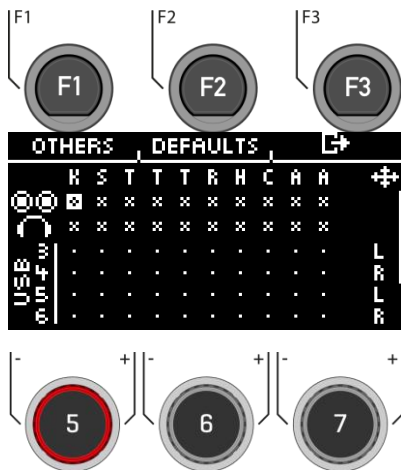 F1 F2 F3
F1 F2 F3
OTHERS DEFAULTS
K S T T T R H C A A
x x x x x x x x x
x x x x x x x x x x
USB
3 . . . . . . . . . . L
4 . . . . . . . . . . R
5 . . . . . . . . . . L
6 . . . . . . . . . . R
- + - + - +
5 6 7